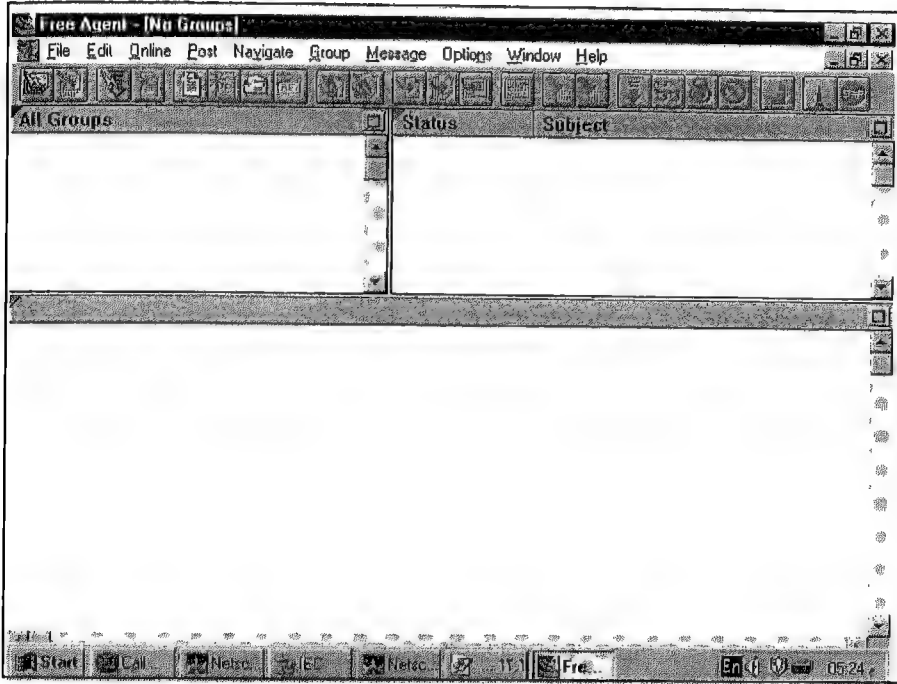 Free Agent - [No Groups]
File Edit Online Post Navigate Group Message Options Window Help
All Groups Status Subject
Start Call... Netsc... Netsc... Fre... En 05:24